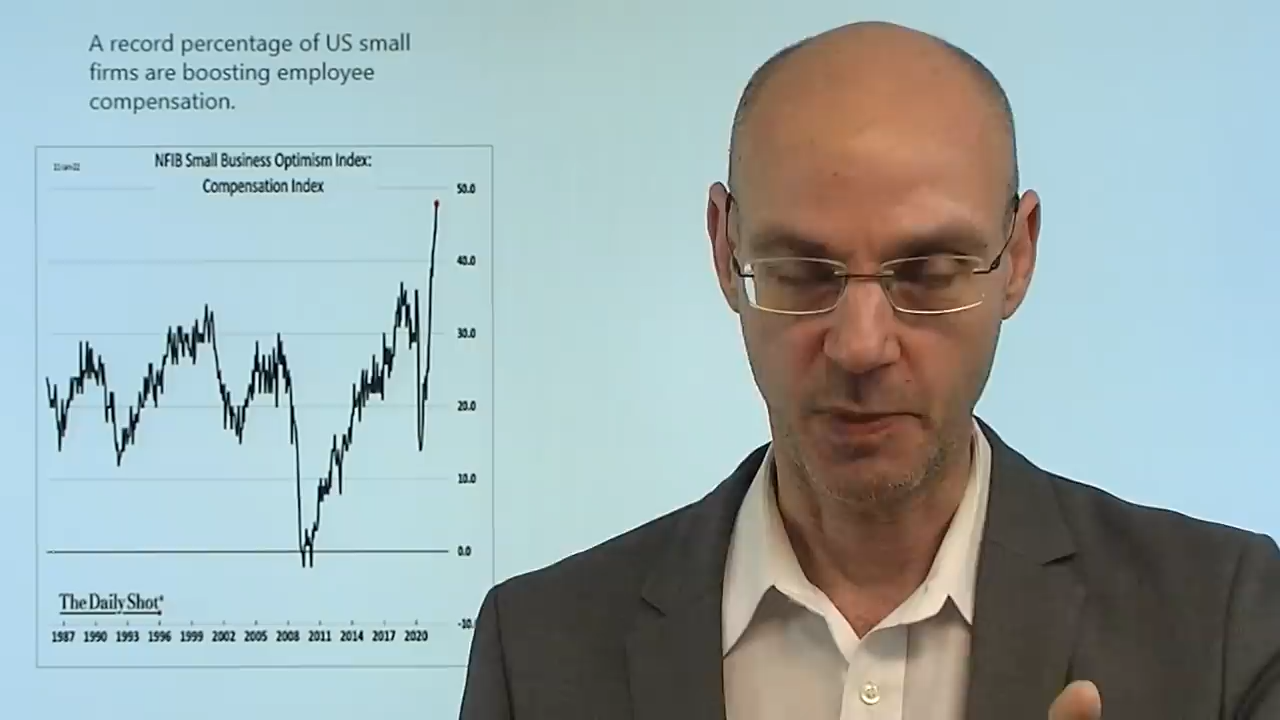 A record percentage of US small
firms are boosting employee
compensation.
NFIB Small Business Optimism Index:
Compensation Index
50.0
40.0
30.0
20.0
10.0
0.0
-10.
The Daily Shot
1987 1990 1993 1996 1999 2002 2005 2008 2011 2014 2017 2020